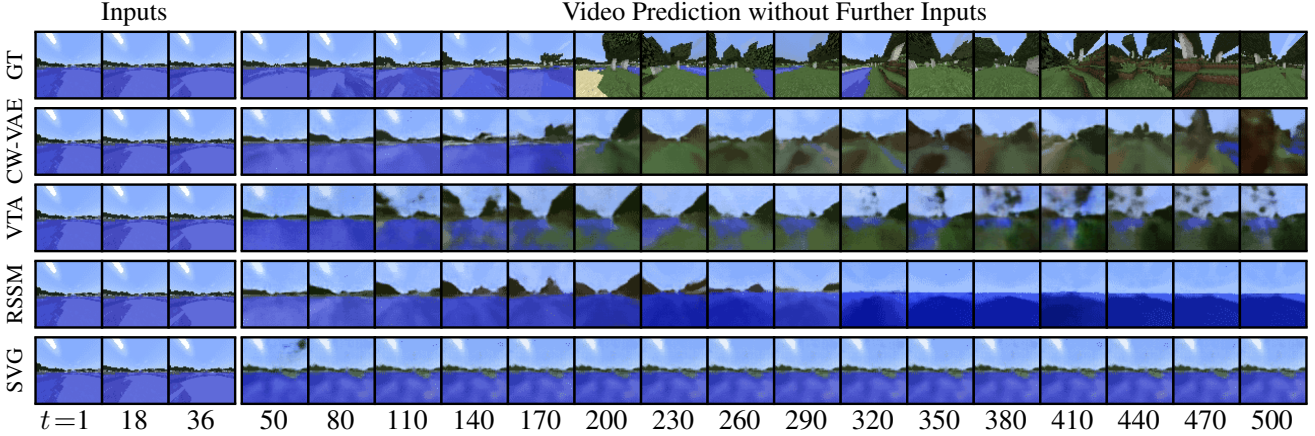 Inputs Video Prediction without Further Inputs
GT
CW-VAE
VTA
RSSM
SVG
t=1 18 36 50 80 110 140 170 200 230 260 290 320 350 380 410 440 470 500